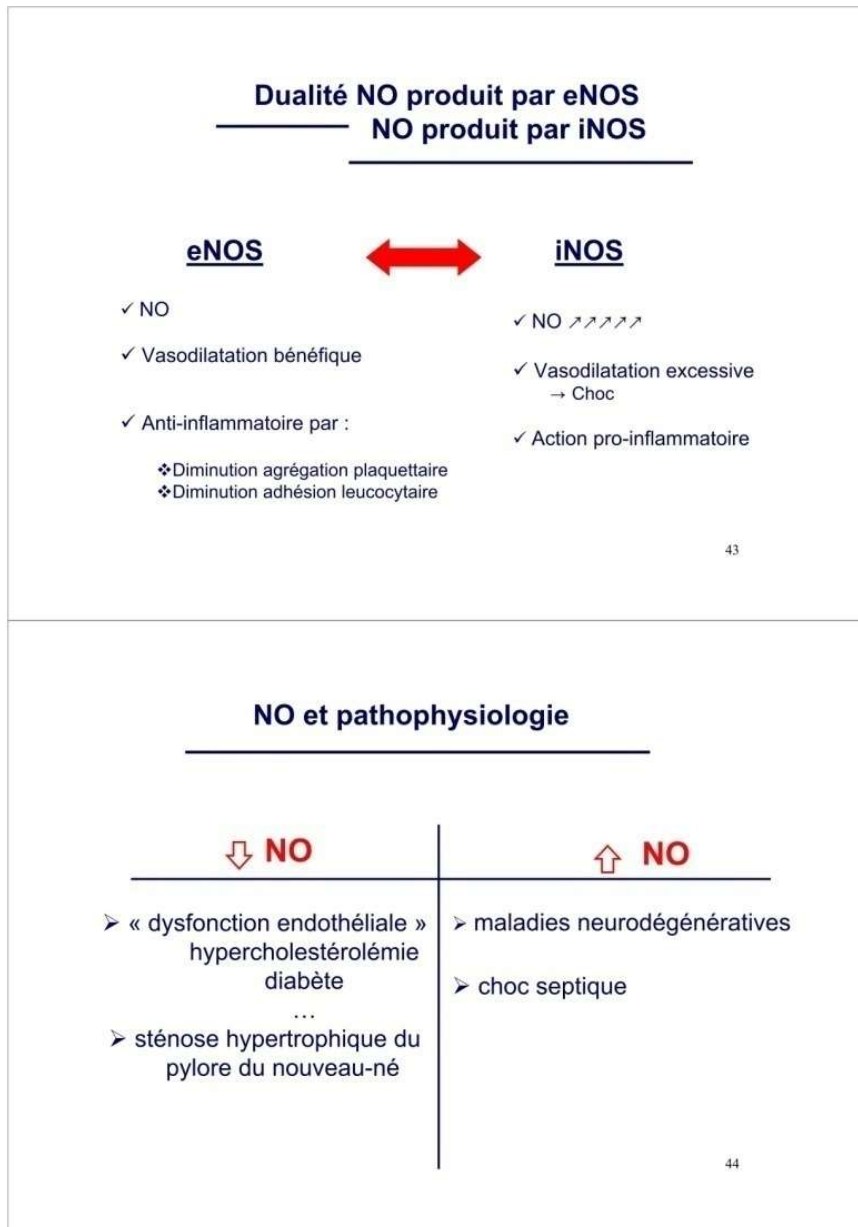 Dualité NO produit par eNOS
NO produit par iNOS
eNOS
✓ NO
✓ Vasodilatation bénéfique
✓ Anti-inflammatoire par :
❖Diminution agrégation plaquettaire
❖Diminution adhésion leucocytaire
iNOS
✓ NO ↗↗↗↗↗
✓ Vasodilatation excessive
→ Choc
✓ Action pro-inflammatoire
43
NO et pathophysiologie
⇩ NO
➢ « dysfonction endothéliale »
hypercholestérolémie
diabète
…
➢ sténose hypertrophique du
pylore du nouveau-né
⇧ NO
➢ maladies neurodégénératives
➢ choc septique
44